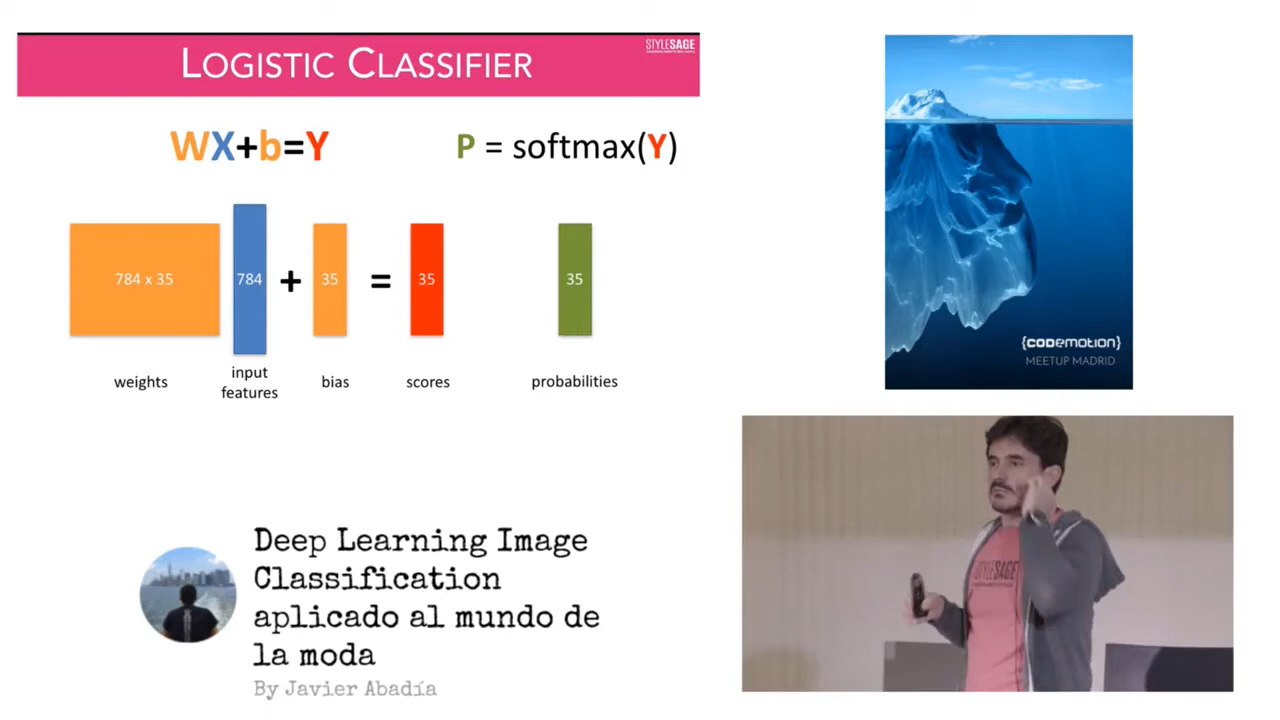 LOGISTIC CLASSIFIER
STYLESAGE
WX+b=Y
P = softmax(Y)
784 x 35
784
+
35
=
35
35
weights
input
features
bias
scores
probabilities
Deep Learning Image
Classification
aplicado al mundo de
la moda
By Javier Abadía
{CODEMOTION}
MEETUP MADRID
STYLESAGE